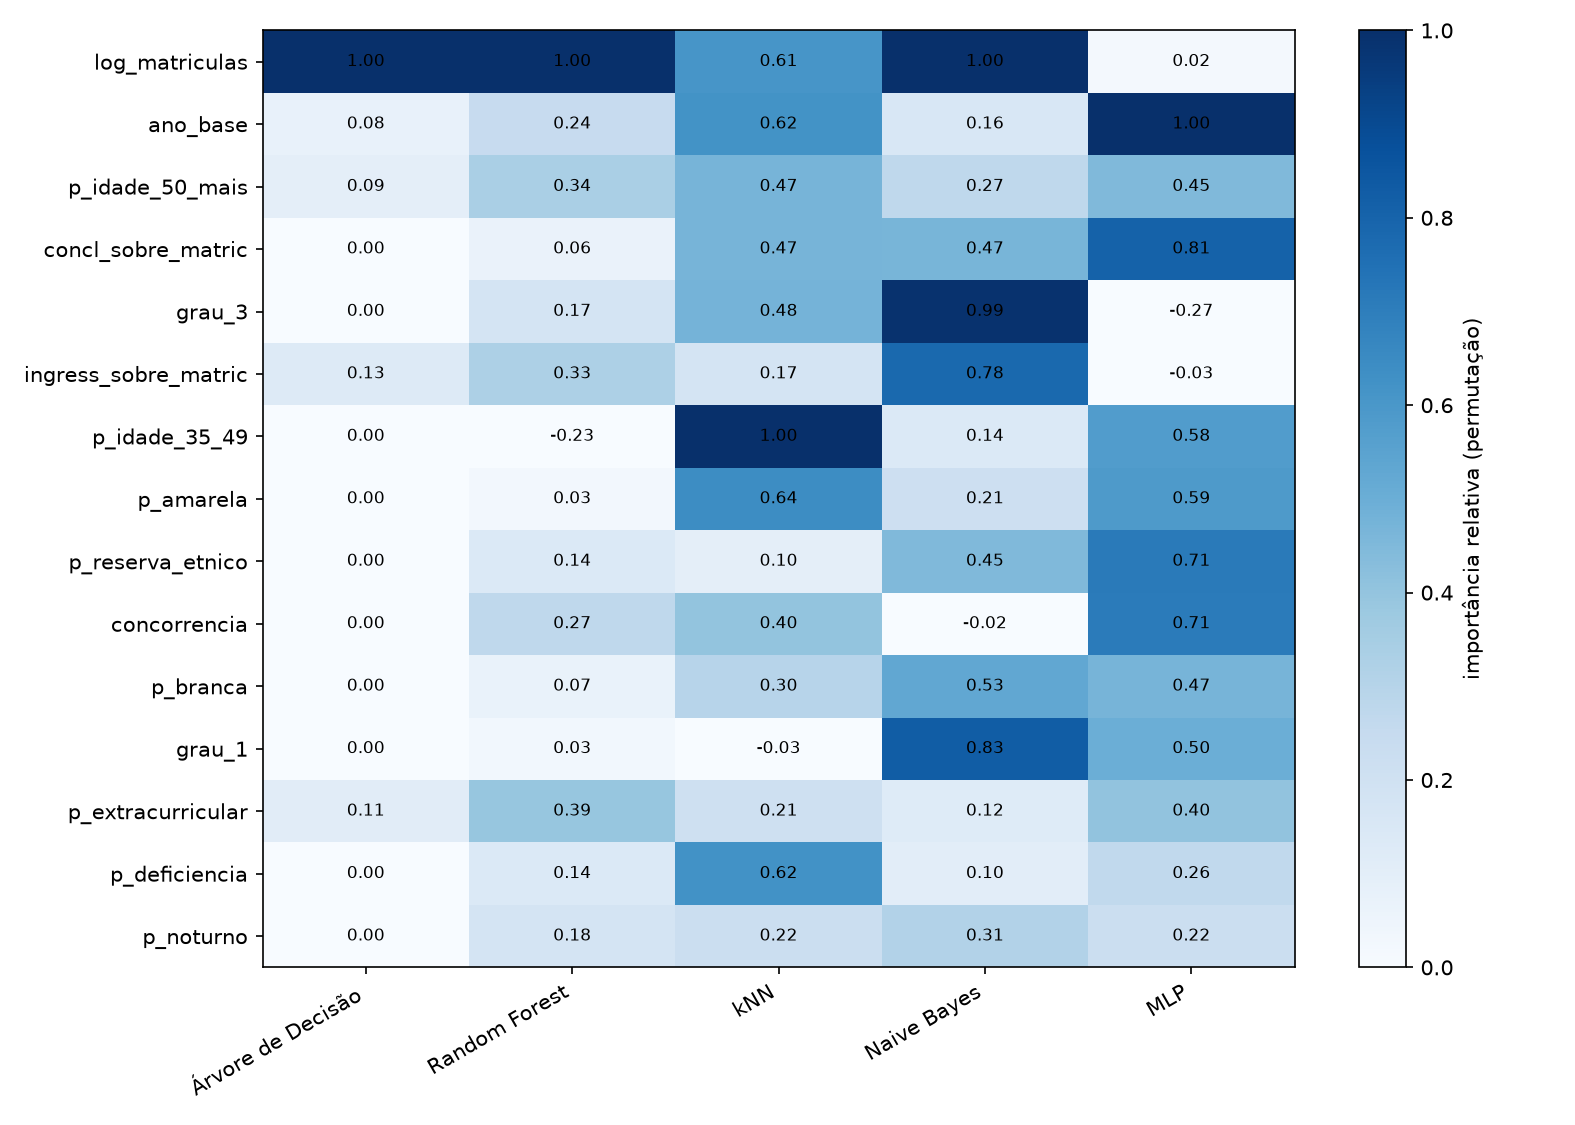 log_matriculas 1.00 1.00 0.61 1.00 0.02
ano_base 0.08 0.24 0.62 0.16 1.00
p_idade_50_mais 0.09 0.34 0.47 0.27 0.45
concl_sobre_matric 0.00 0.06 0.47 0.47 0.81
grau_3 0.00 0.17 0.48 0.99 -0.27
ingress_sobre_matric 0.13 0.33 0.17 0.78 -0.03
p_idade_35_49 0.00 -0.23 1.00 0.14 0.58
p_amarela 0.00 0.03 0.64 0.21 0.59
p_reserva_etnico 0.00 0.14 0.10 0.45 0.71
concorrencia 0.00 0.27 0.40 -0.02 0.71
p_branca 0.00 0.07 0.30 0.53 0.47
grau_1 0.00 0.03 -0.03 0.83 0.50
p_extracurricular 0.11 0.39 0.21 0.12 0.40
p_deficiencia 0.00 0.14 0.62 0.10 0.26
p_noturno 0.00 0.18 0.22 0.31 0.22
Árvore de Decisão
Random Forest
kNN
Naive Bayes
MLP
1.0
0.8
0.6
0.4
0.2
0.0
importância relativa (permutação)